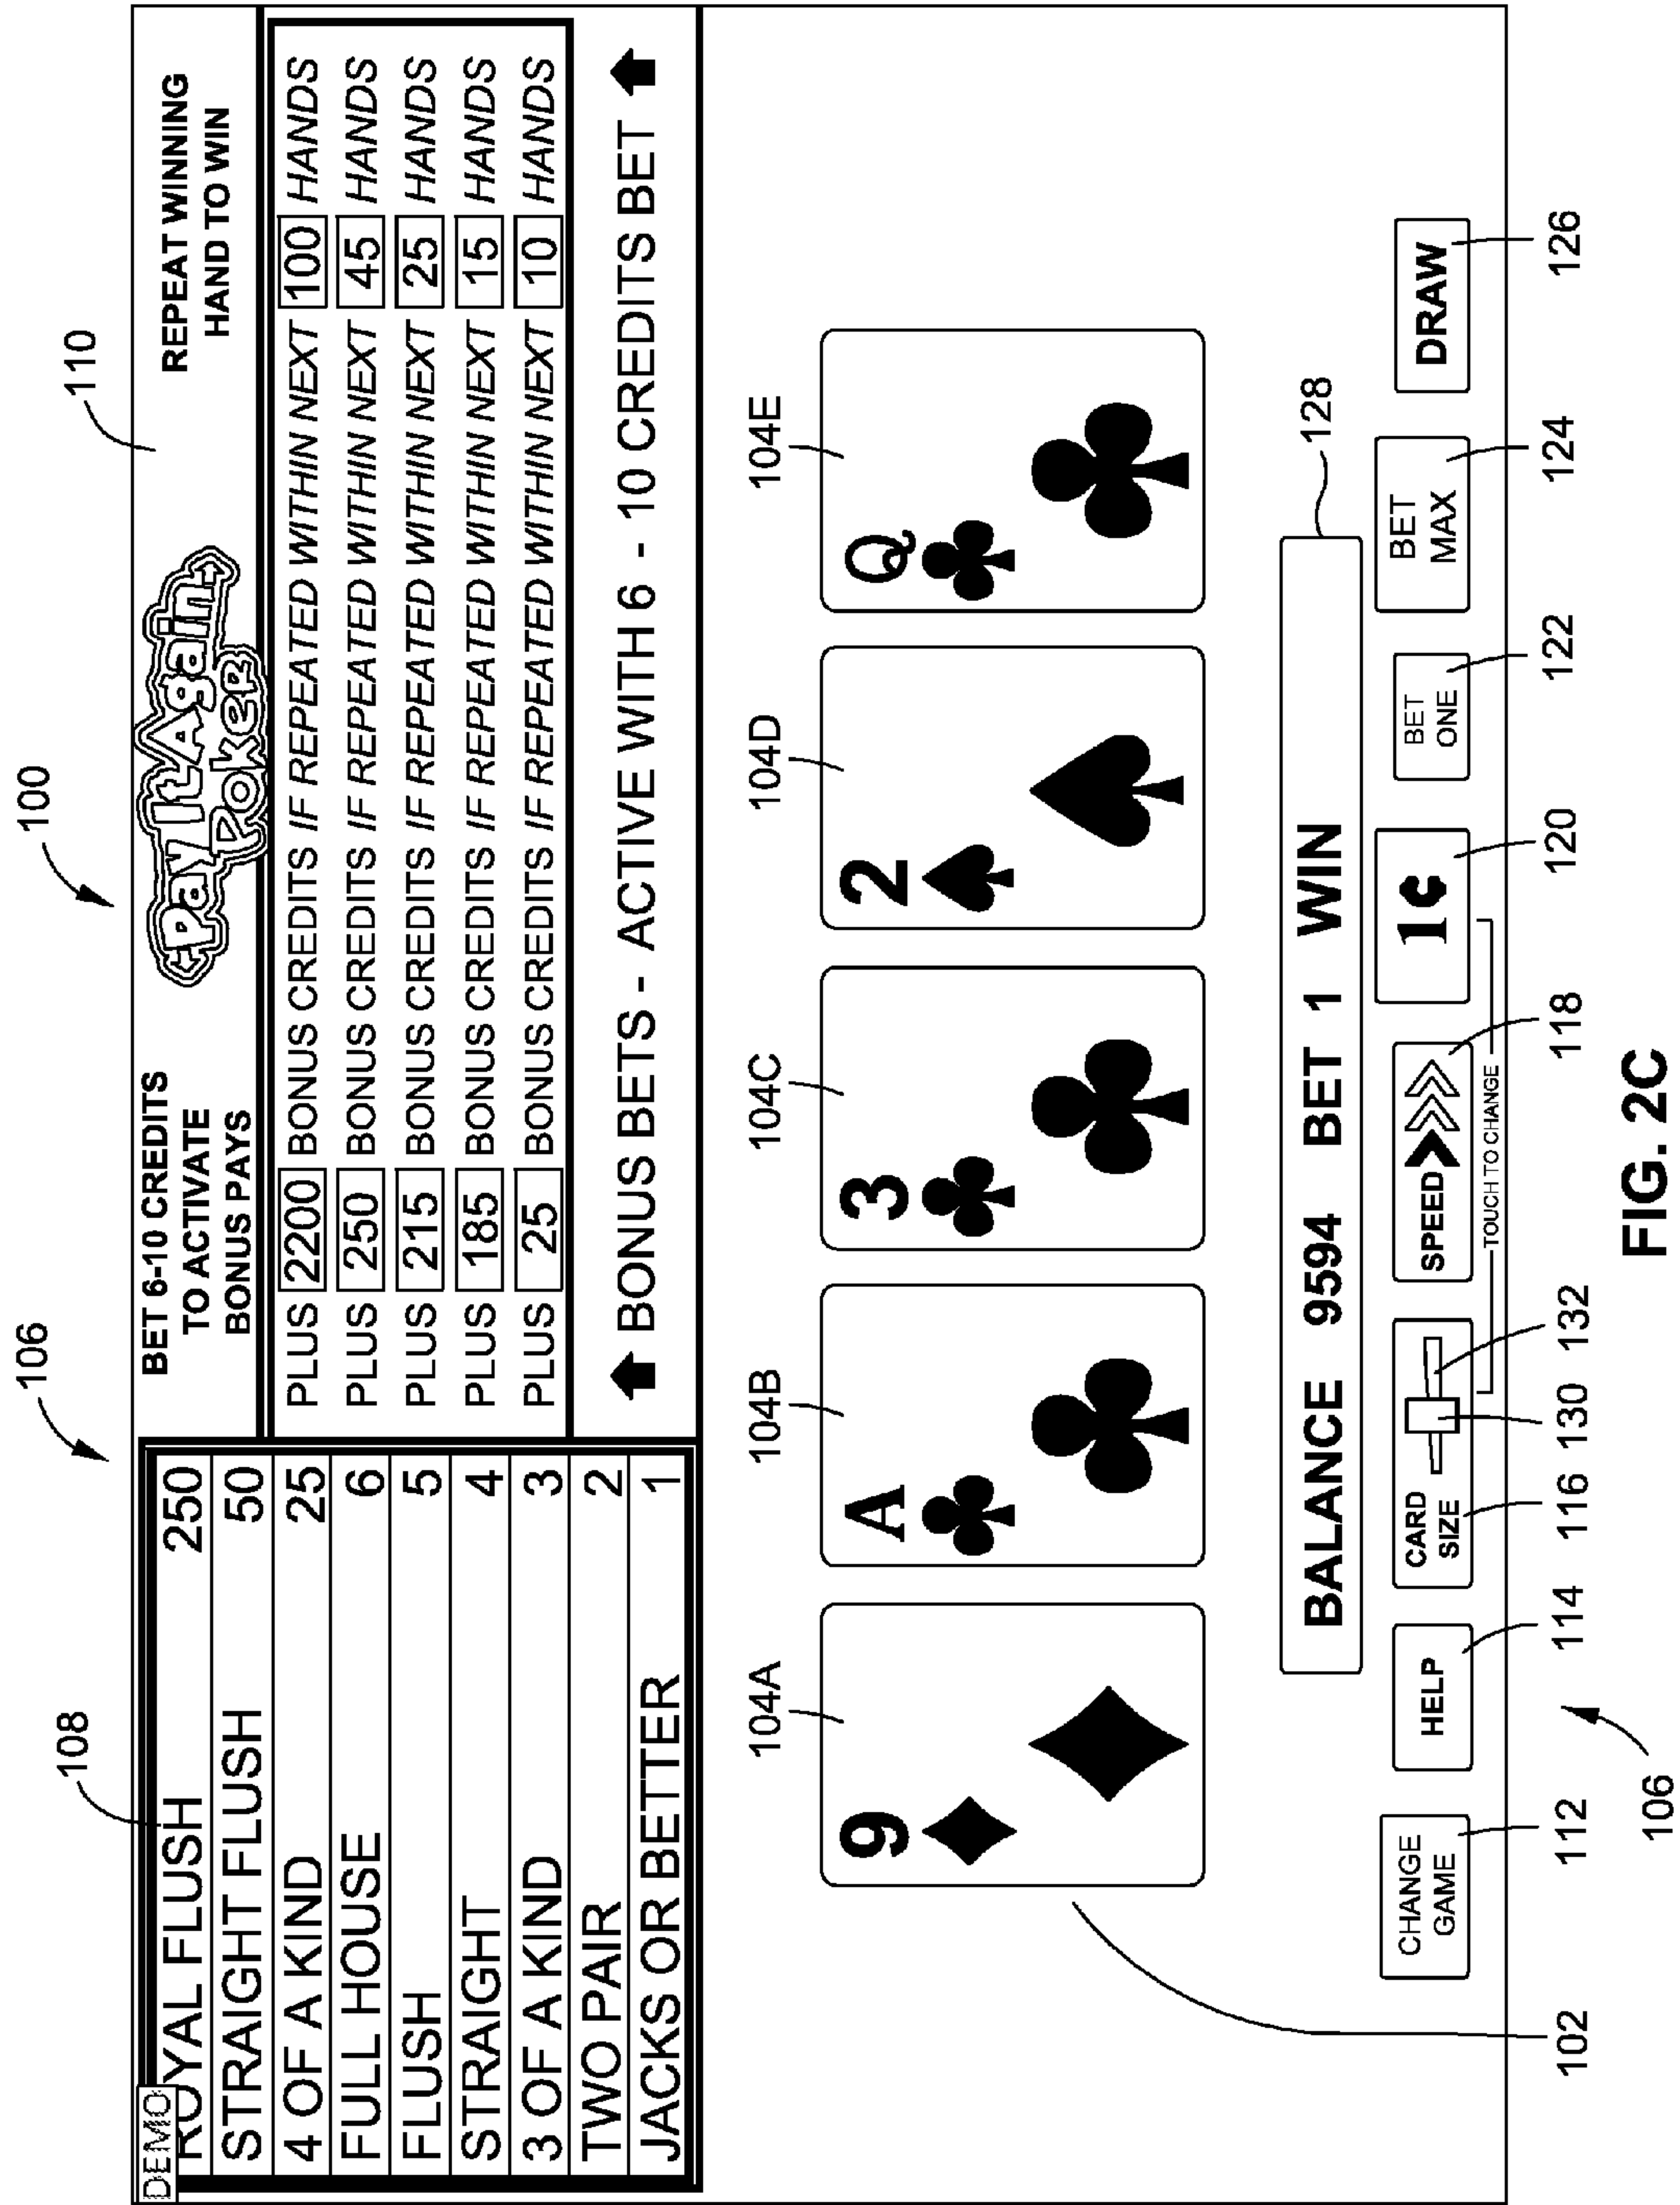 100
106
110
DEMO
108
ROYAL FLUSH 250
STRAIGHT FLUSH 50
4 OF A KIND 25
FULL HOUSE 6
FLUSH 5
STRAIGHT 4
3 OF A KIND 3
TWO PAIR 2
JACKS OR BETTER 1
BET 6-10 CREDITS
TO ACTIVATE
BONUS PAYS
Pay It Again
Poker
REPEAT WINNING
HAND TO WIN
PLUS 2200 BONUS CREDITS IF REPEATED WITHIN NEXT 100 HANDS
PLUS 250 BONUS CREDITS IF REPEATED WITHIN NEXT 45 HANDS
PLUS 215 BONUS CREDITS IF REPEATED WITHIN NEXT 25 HANDS
PLUS 185 BONUS CREDITS IF REPEATED WITHIN NEXT 15 HANDS
PLUS 25 BONUS CREDITS IF REPEATED WITHIN NEXT 10 HANDS
BONUS BETS - ACTIVE WITH 6 - 10 CREDITS BET
104A 104B 104C 104D 104E
9 A 3 2 Q
128
BALANCE 9594 BET 1 WIN
CHANGE
GAME
HELP
CARD
SIZE
SPEED
1¢
BET
ONE
BET
MAX
DRAW
TOUCH TO CHANGE
102 112 114 116 130 132 118 120 122 124 126
106
FIG. 2C